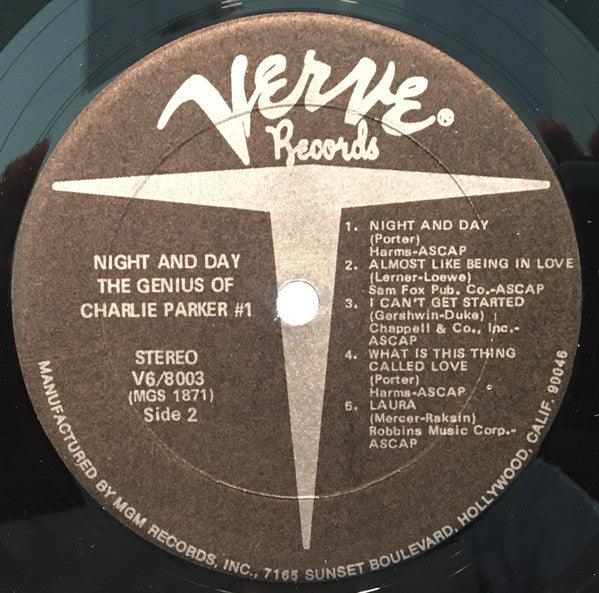 Verve®
Records
NIGHT AND DAY
THE GENIUS OF
CHARLIE PARKER #1
STEREO
V6/8003
(MGS 1871)
Side 2
1. NIGHT AND DAY
(Porter)
Harms-ASCAP
2. ALMOST LIKE BEING IN LOVE
(Lerner-Loewe)
Sam Fox Pub. Co.-ASCAP
3. I CAN'T GET STARTED
(Gershwin-Duke)
Chappell & Co., Inc.-
ASCAP
4. WHAT IS THIS THING
CALLED LOVE
(Porter)
Harms-ASCAP
5. LAURA
(Mercer-Raksin)
Robbins Music Corp.-
ASCAP
MANUFACTURED BY MGM RECORDS, INC., 7165 SUNSET BOULEVARD, HOLLYWOOD, CALIF. 90046